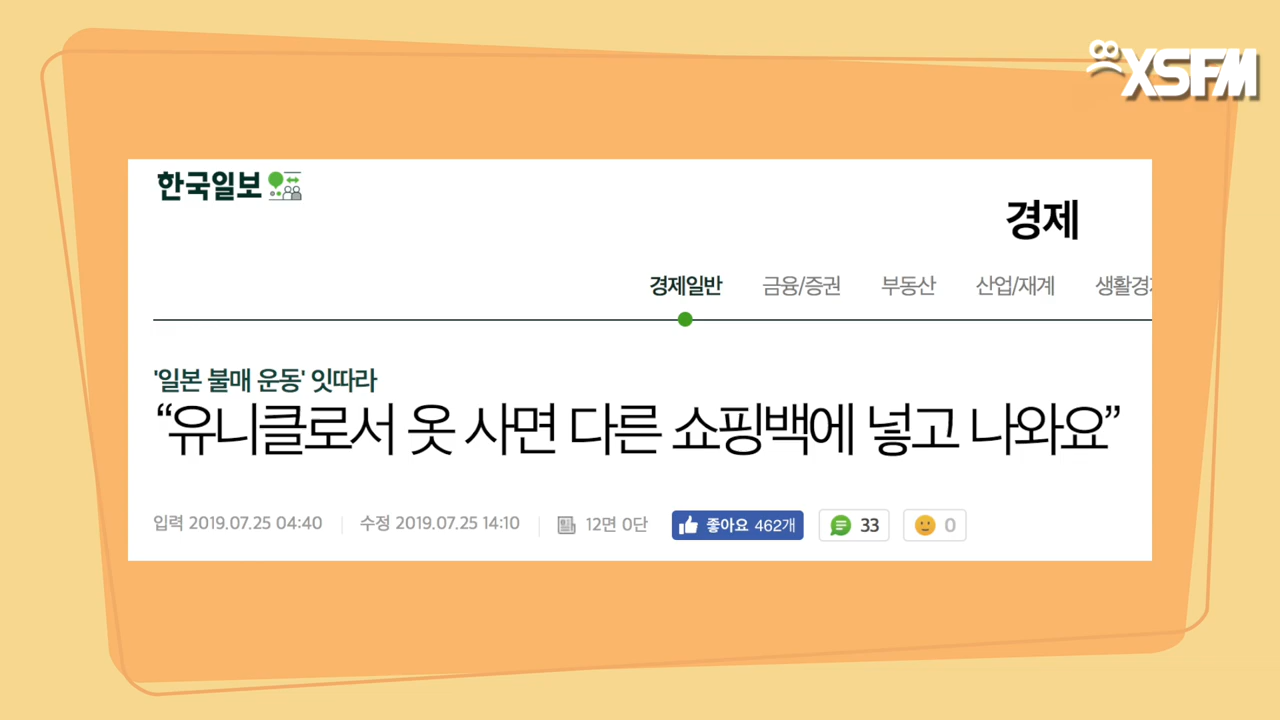 XSFM
한국일보
경제
경제일반 금융/증권 부동산 산업/재계 생활경
'일본 불매 운동' 잇따라
“유니클로서 옷 사면 다른 쇼핑백에 넣고 나와요”
입력 2019.07.25 04:40 수정 2019.07.25 14:10 12면 0단 좋아요 462개 33 0